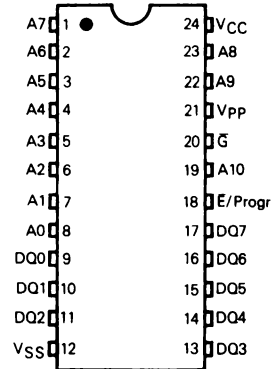 A7 1 24 VCC
A6 2 23 A8
A5 3 22 A9
A4 4 21 VPP
A3 5 20 G̅
A2 6 19 A10
A1 7 18 E̅/Progr
A0 8 17 DQ7
DQ0 9 16 DQ6
DQ1 10 15 DQ5
DQ2 11 14 DQ4
VSS 12 13 DQ3